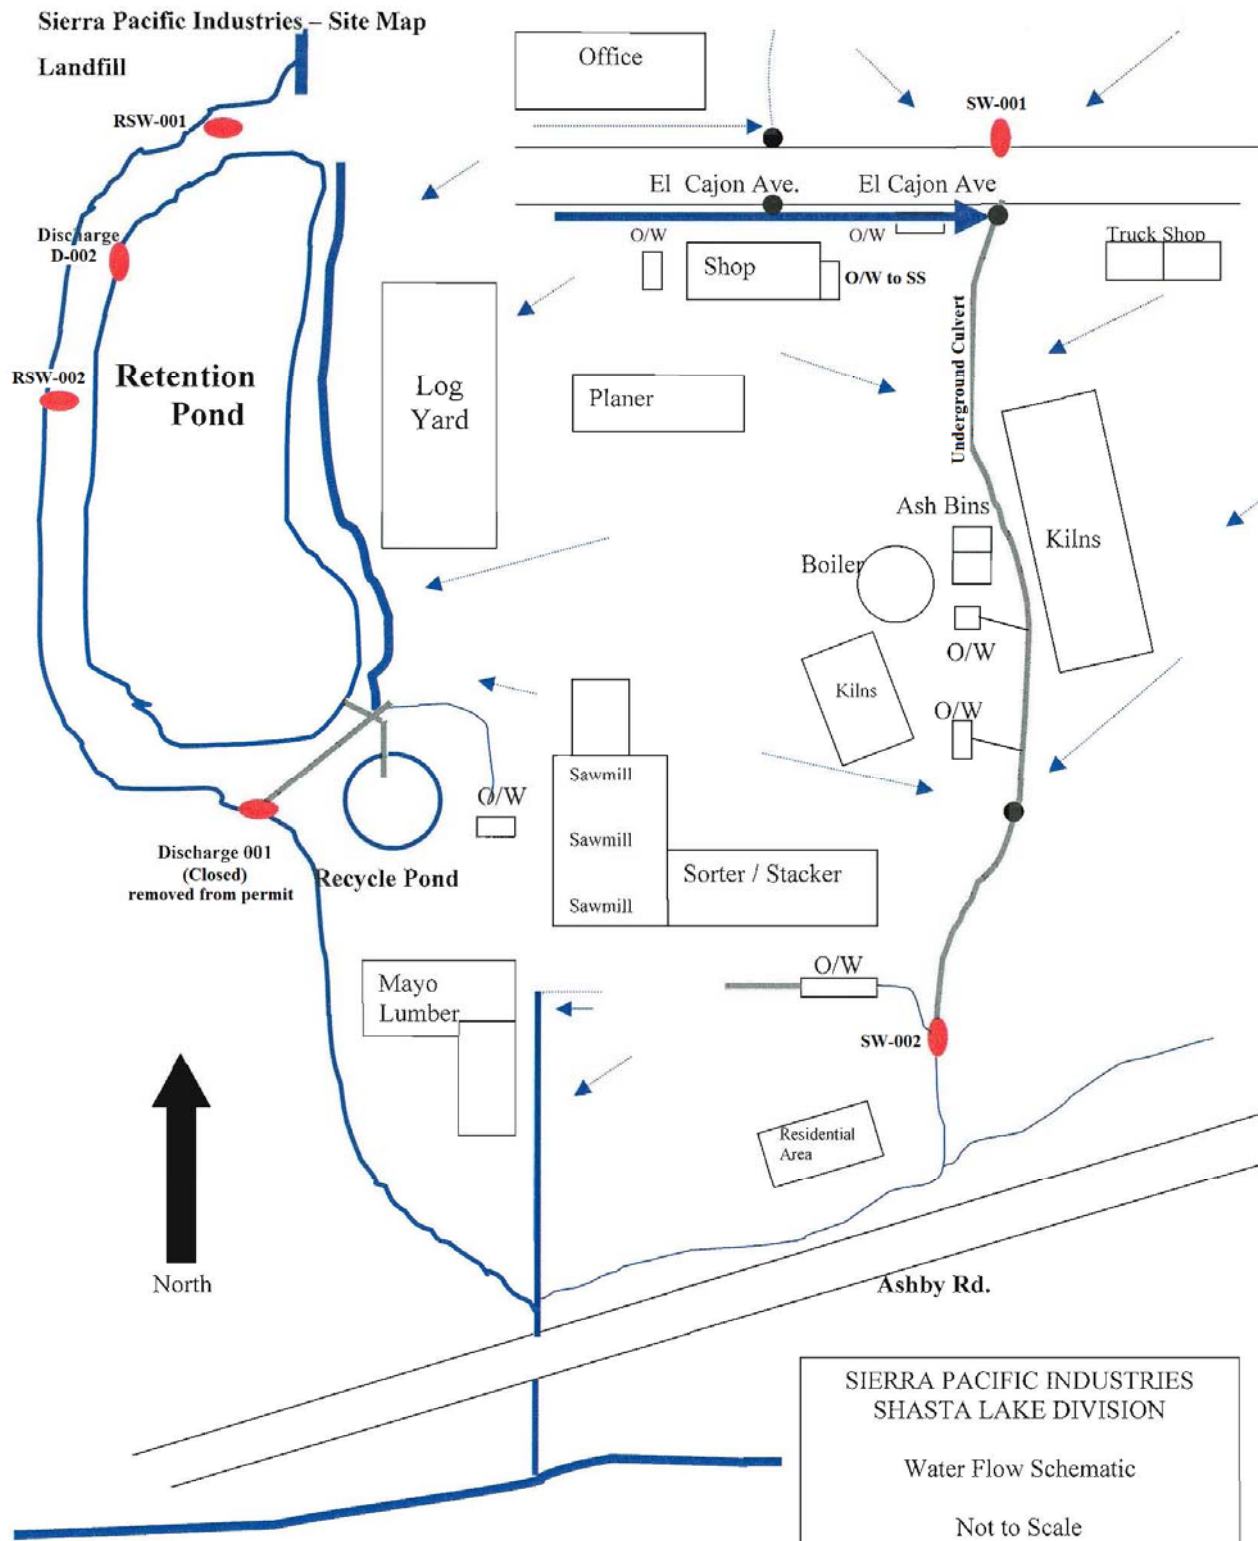 Sierra Pacific Industries – Site Map
Landfill
Office
SW-001
RSW-001
El Cajon Ave.
El Cajon Ave
Discharge
D-002
O/W
O/W
Truck Shop
Shop
O/W to SS
Underground Culvert
RSW-002
Retention
Pond
Log
Yard
Planer
Ash Bins
Kilns
Boiler
O/W
Kilns
O/W
Sawmill
O/W
Sawmill
Discharge 001
(Closed)
removed from permit
Recycle Pond
Sorter / Stacker
Sawmill
O/W
Mayo
Lumber
SW-002
Residential
Area
North
Ashby Rd.
SIERRA PACIFIC INDUSTRIES
SHASTA LAKE DIVISION
Water Flow Schematic
Not to Scale